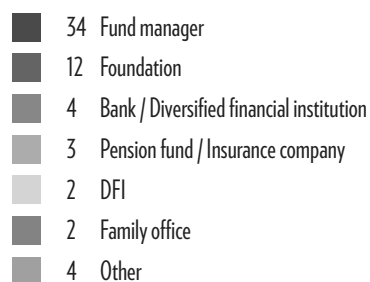 34 Fund manager
12 Foundation
4 Bank / Diversified financial institution
3 Pension fund / Insurance company
2 DFI
2 Family office
4 Other